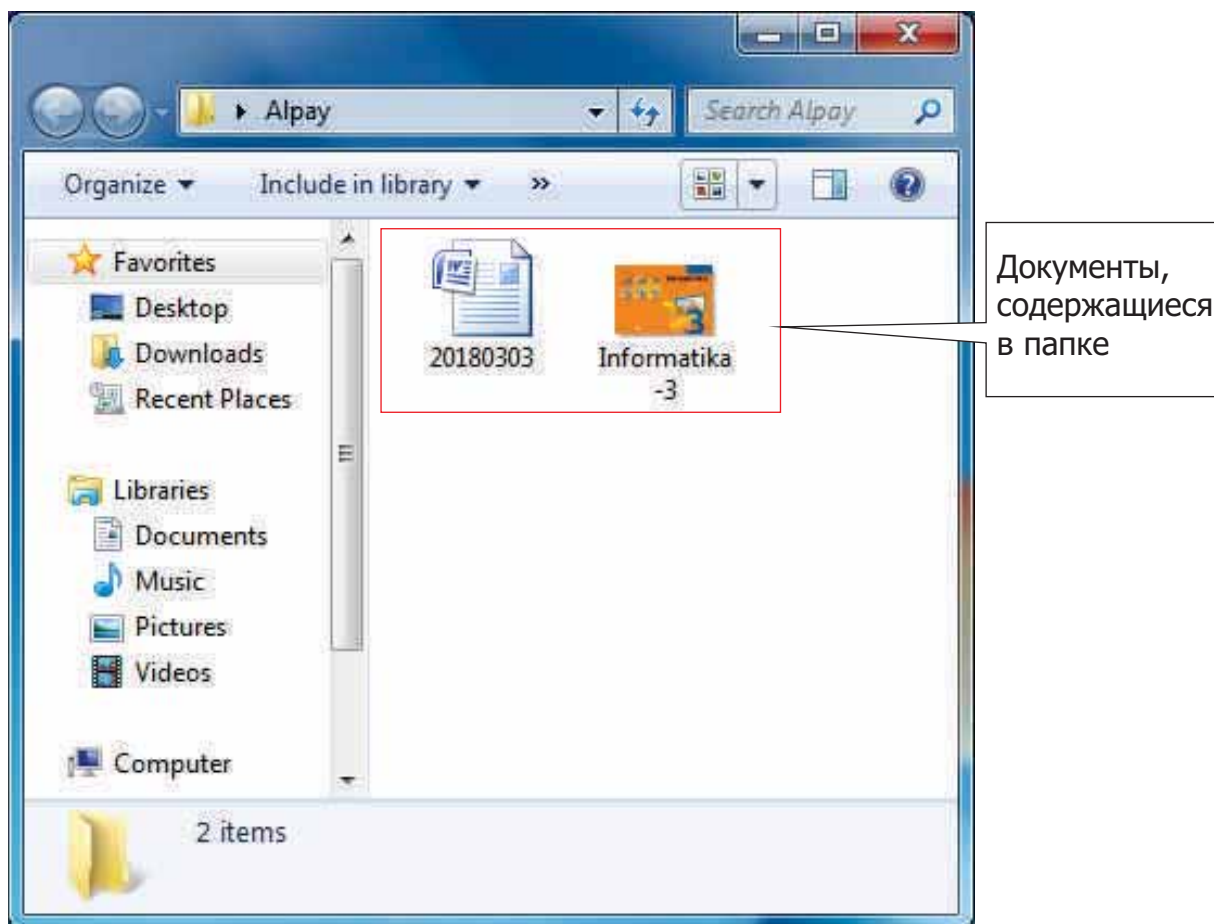 Alpay
Search Alpay
Organize
Include in library
»
Favorites
Desktop
Downloads
Recent Places
Libraries
Documents
Music
Pictures
Videos
Computer
20180303
Informatika
-3
3
Документы,
содержащиеся
в папке
2 items